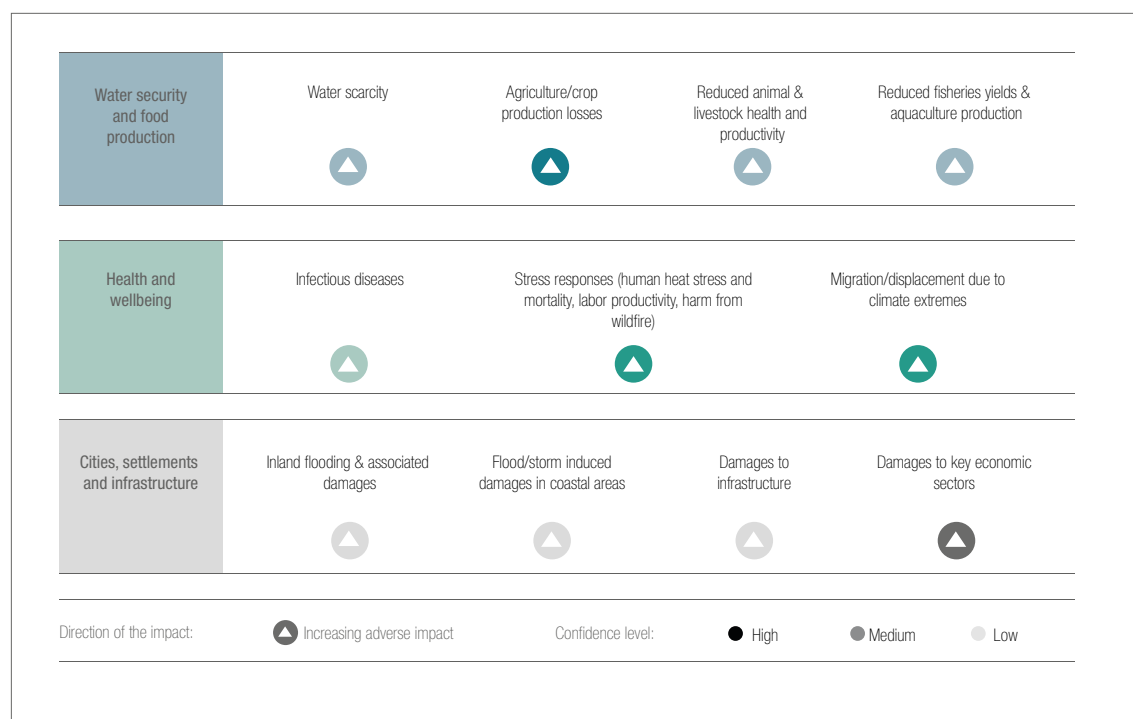 Water security
and food
production
Water scarcity
Agriculture/crop
production losses
Reduced animal &
livestock health and
productivity
Reduced fisheries yields &
aquaculture production
Health and
wellbeing
Infectious diseases
Stress responses (human heat stress and
mortality, labor productivity, harm from
wildfire)
Migration/displacement due to
climate extremes
Cities, settlements
and infrastructure
Inland flooding & associated
damages
Flood/storm induced
damages in coastal areas
Damages to
infrastructure
Damages to key economic
sectors
Direction of the impact:
Increasing adverse impact
Confidence level:
High
Medium
Low